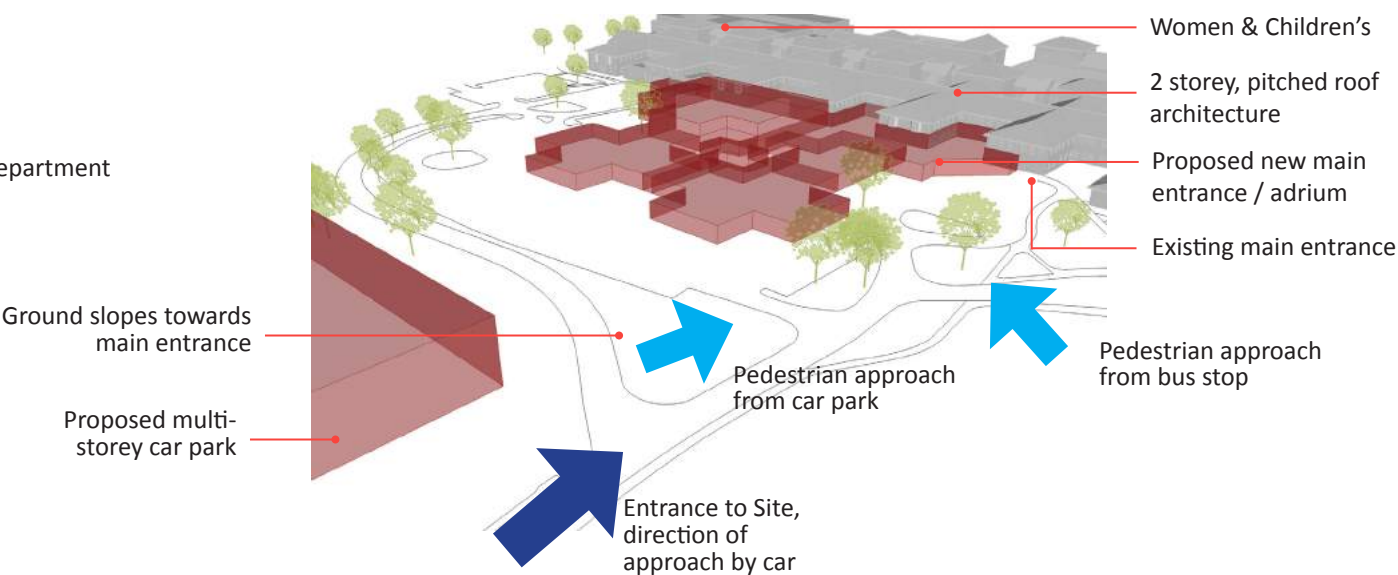 Women & Children's
2 storey, pitched roof
architecture
epartment
Proposed new main
entrance / adrium
Existing main entrance
Ground slopes towards
main entrance
Pedestrian approach
from bus stop
Pedestrian approach
from car park
Proposed multi-
storey car park
Entrance to Site,
direction of
approach by car